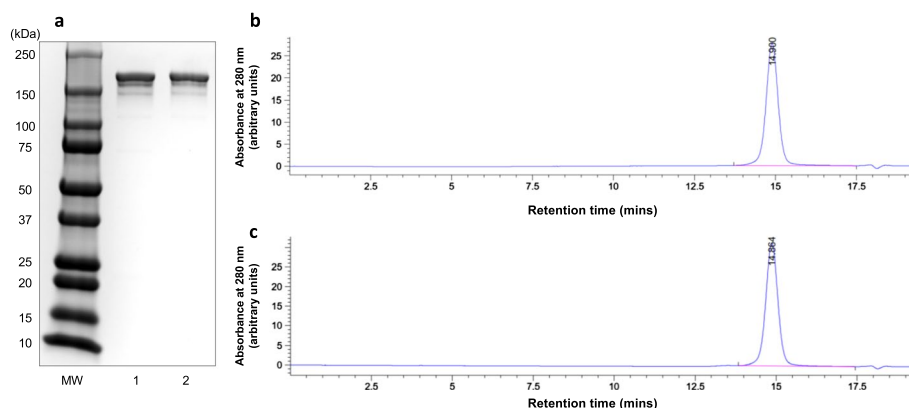 a
(kDa)
250
150
100
75
50
37
25
20
15
10
MW 1 2
b
Absorbance at 280 nm
(arbitrary units)
25
20
15
10
5
0
14.900
2.5 5 7.5 10 12.5 15 17.5
Retention time (mins)
c
Absorbance at 280 nm
(arbitrary units)
25
20
15
10
5
0
14.864
2.5 5 7.5 10 12.5 15 17.5
Retention time (mins)